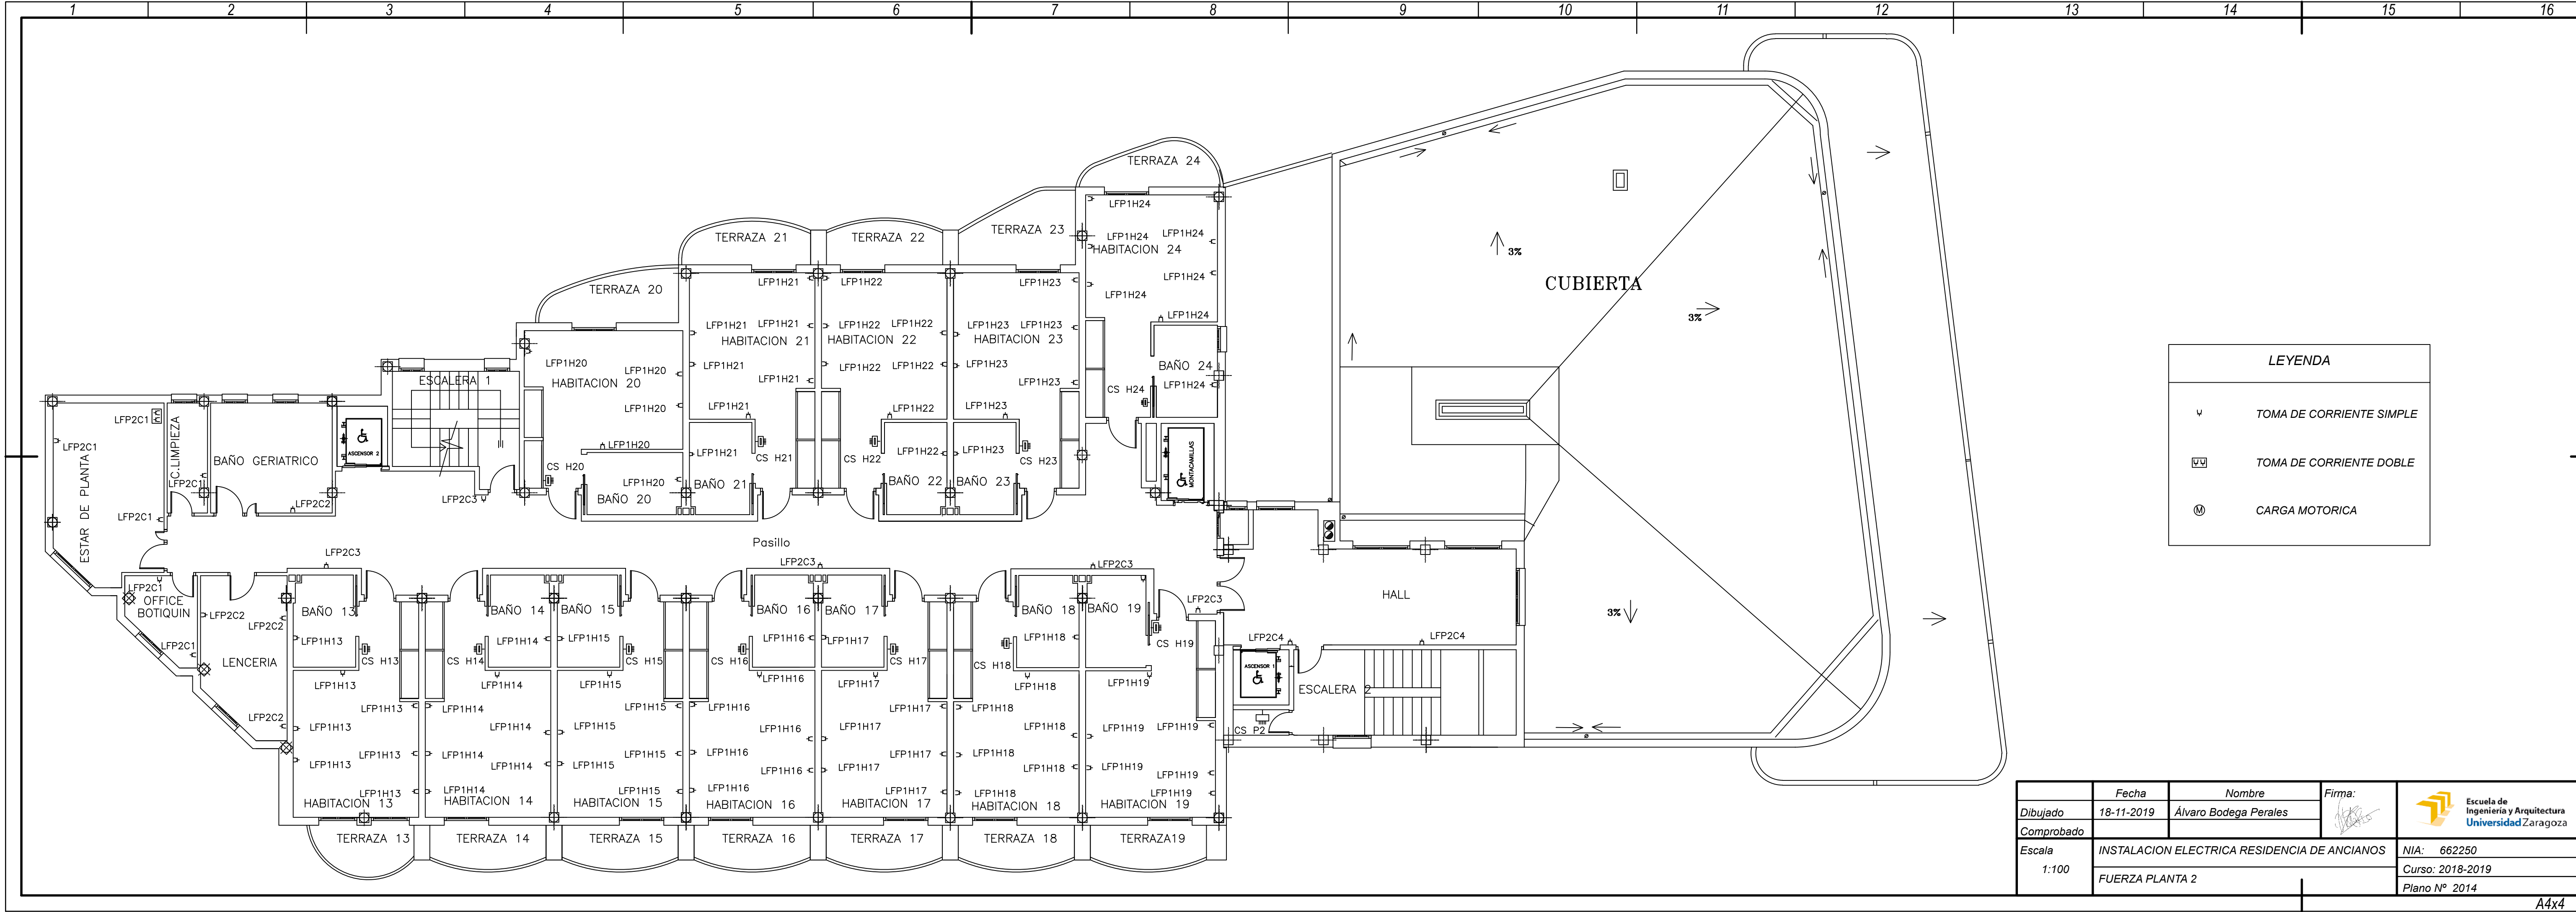 1 2 3 4 5 6 7 8 9 10 11 12 13 14 15 16
TERRAZA 24
LFP1H24
TERRAZA 21
TERRAZA 22
TERRAZA 23
LFP1H24 LFP1H24
HABITACION 24
LFP1H24
LFP1H24
LFP1H24
TERRAZA 20
LFP1H21 LFP1H22 LFP1H23
LFP1H21 LFP1H21 LFP1H22 LFP1H22 LFP1H23 LFP1H23
HABITACION 21 HABITACION 22 HABITACION 23
LFP1H21 LFP1H22 LFP1H22 LFP1H23
LFP1H21 LFP1H23
LFP1H21 LFP1H22 LFP1H23
BAÑO 24
LFP1H24
CS H24
MONTACAMILLAS
3%
CUBIERTA
3%
3%
ESCALERA 1
LFP1H20
LFP1H20
HABITACION 20
LFP1H20
LFP1H20
LFP1H20
CS H20
BAÑO 20
LFP1H21
CS H21
BAÑO 21
CS H22
LFP1H22
BAÑO 22
LFP1H23
CS H23
BAÑO 23
LFP2C1
LFP2C1
ESTAR DE PLANTA
LFP2C1
C.LIMPIEZA
LFP2C1
BAÑO GERIATRICO
LFP2C2
ASCENSOR 2
LFP2C3
Pasillo
LFP2C3 LFP2C3 LFP2C3
LFP2C3
LFP2C1
OFFICE
BOTIQUIN
LFP2C1
LFP2C2
LFP2C2
LENCERIA
LFP2C2
BAÑO 13 BAÑO 14 BAÑO 15 BAÑO 16 BAÑO 17 BAÑO 18 BAÑO 19
LFP1H13 LFP1H14 LFP1H15 LFP1H16 LFP1H17 LFP1H18
CS H13 CS H14 CS H15 CS H16 CS H17 CS H18 CS H19
LFP1H13 LFP1H14 LFP1H15 LFP1H16 LFP1H17 LFP1H18 LFP1H19
LFP1H13 LFP1H14 LFP1H15 LFP1H16 LFP1H17 LFP1H18
LFP1H13 LFP1H14 LFP1H15 LFP1H16 LFP1H17 LFP1H18 LFP1H19 LFP1H19
LFP1H13 LFP1H14 LFP1H15 LFP1H16 LFP1H17 LFP1H18
LFP1H13 LFP1H14 LFP1H15 LFP1H16 LFP1H17 LFP1H18 LFP1H19 LFP1H19
LFP1H13 LFP1H14 LFP1H15 LFP1H16 LFP1H17 LFP1H18 LFP1H19
HABITACION 13 HABITACION 14 HABITACION 15 HABITACION 16 HABITACION 17 HABITACION 18 HABITACION 19
TERRAZA 13 TERRAZA 14 TERRAZA 15 TERRAZA 16 TERRAZA 17 TERRAZA 18 TERRAZA19
HALL
LFP2C4 LFP2C4
ASCENSOR 1
ESCALERA 2
CS P2
LEYENDA
TOMA DE CORRIENTE SIMPLE
TOMA DE CORRIENTE DOBLE
M CARGA MOTORICA
Fecha Nombre Firma:
Dibujado 18-11-2019 Álvaro Bodega Perales
Comprobado
Escuela de
Ingeniería y Arquitectura
Universidad Zaragoza
Escala INSTALACION ELECTRICA RESIDENCIA DE ANCIANOS NIA: 662250
1:100 FUERZA PLANTA 2 Curso: 2018-2019
Plano Nº 2014
A4x4